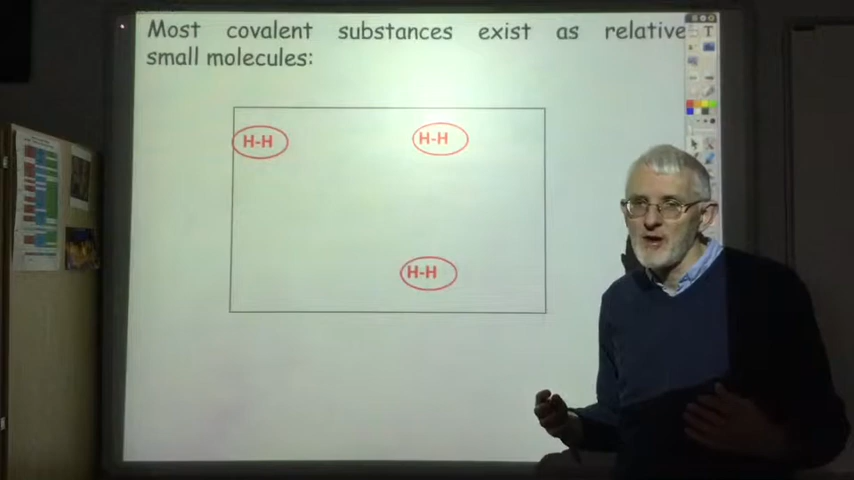 Most covalent substances exist as relative
small molecules:
H-H
H-H
H-H
T